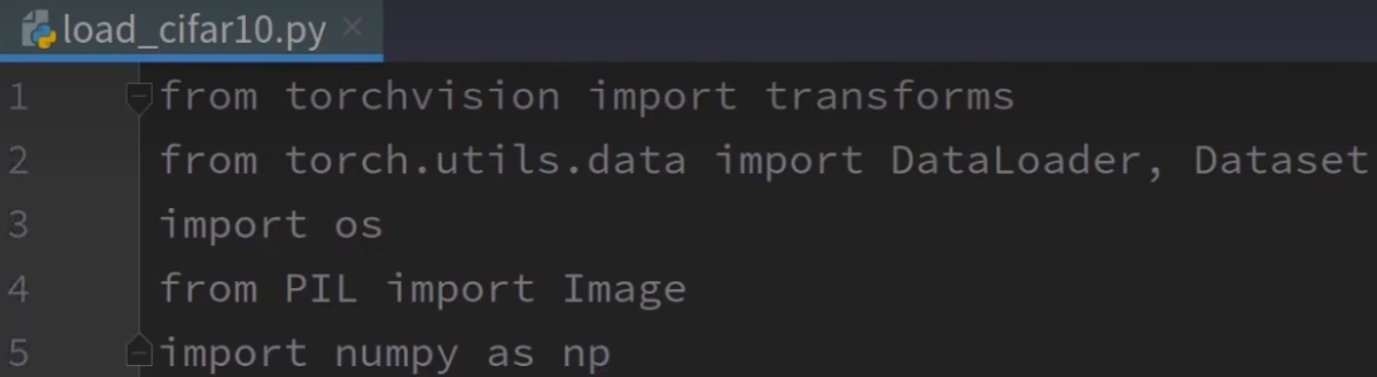 load_cifar10.py
1 from torchvision import transforms
2 from torch.utils.data import DataLoader, Dataset
3 import os
4 from PIL import Image
5 import numpy as np